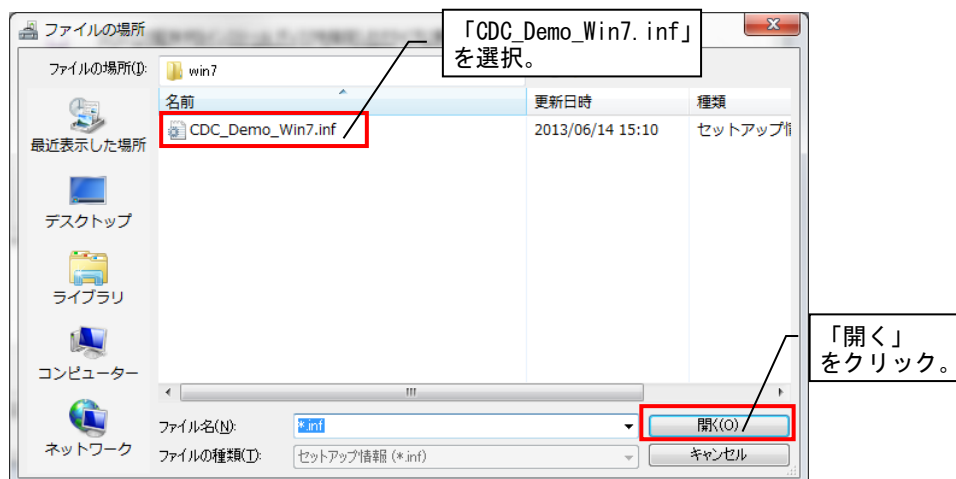 ファイルの場所
「CDC_Demo_Win7.inf」
を選択。
ファイルの場所(I):
win7
名前
更新日時
種類
CDC_Demo_Win7.inf
2013/06/14 15:10
セットアップ情
最近表示した場所
デスクトップ
ライブラリ
コンピューター
ネットワーク
「開く」
をクリック。
ファイル名(N):
*.inf
開く(O)
ファイルの種類(T):
セットアップ情報 (*.inf)
キャンセル